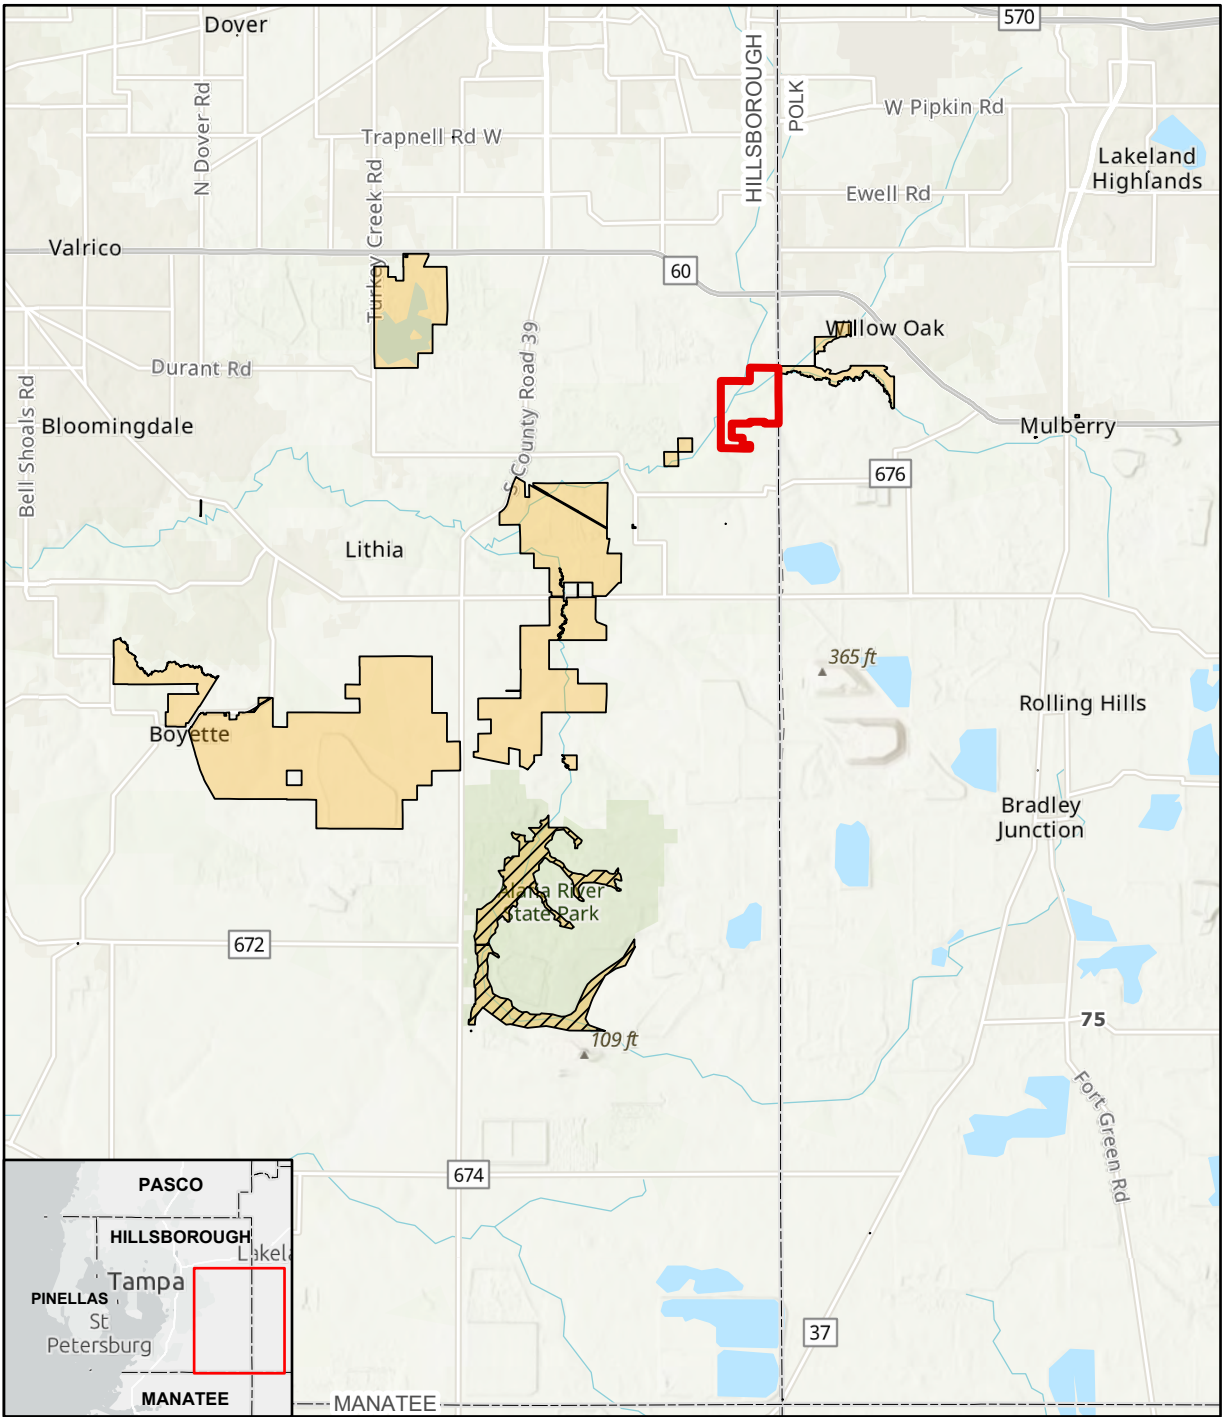 Dover
570
HILLSBOROUGH
POLK
N Dover Rd
W Pipkin Rd
Trapnell Rd W
Lakeland
Highlands
Turkey Creek Rd
Ewell Rd
Valrico
60
Willow Oak
S County Road 39
Durant Rd
Bell Shoals Rd
Bloomingdale
Mulberry
676
Lithia
365 ft
Rolling Hills
Boyette
Bradley
Junction
Alafia River
State Park
672
75
109 ft
Fort Green Rd
674
PASCO
HILLSBOROUGH
Lakela
Tampa
PINELLAS
St
Petersburg
MANATEE
37
MANATEE